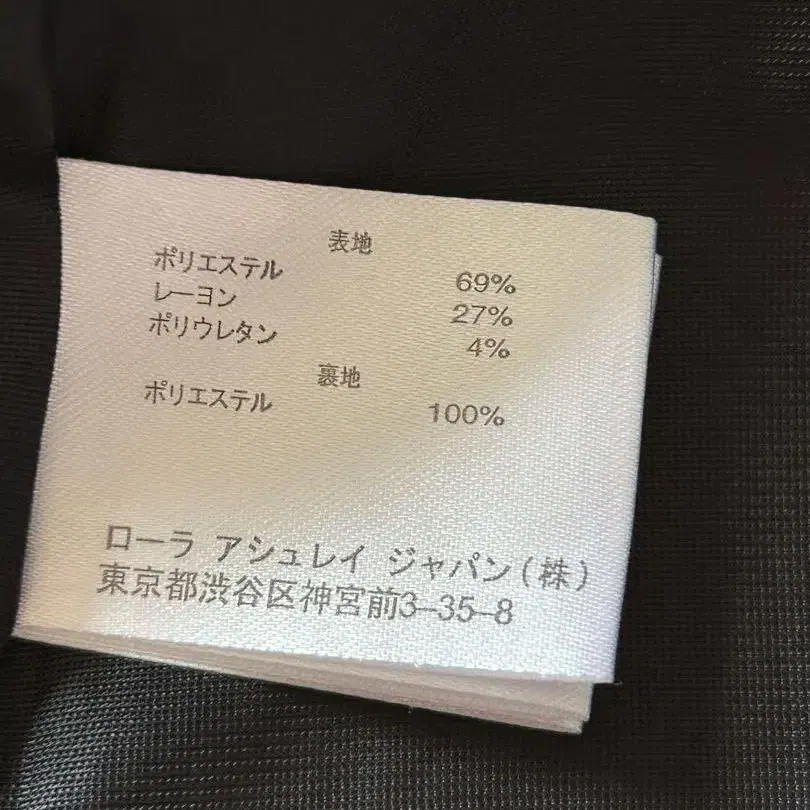 表地
ポリエステル 69%
レーヨン 27%
ポリウレタン 4%
裏地
ポリエステル 100%
ローラ アシュレイ ジャパン(株)
東京都渋谷区神宮前3-35-8